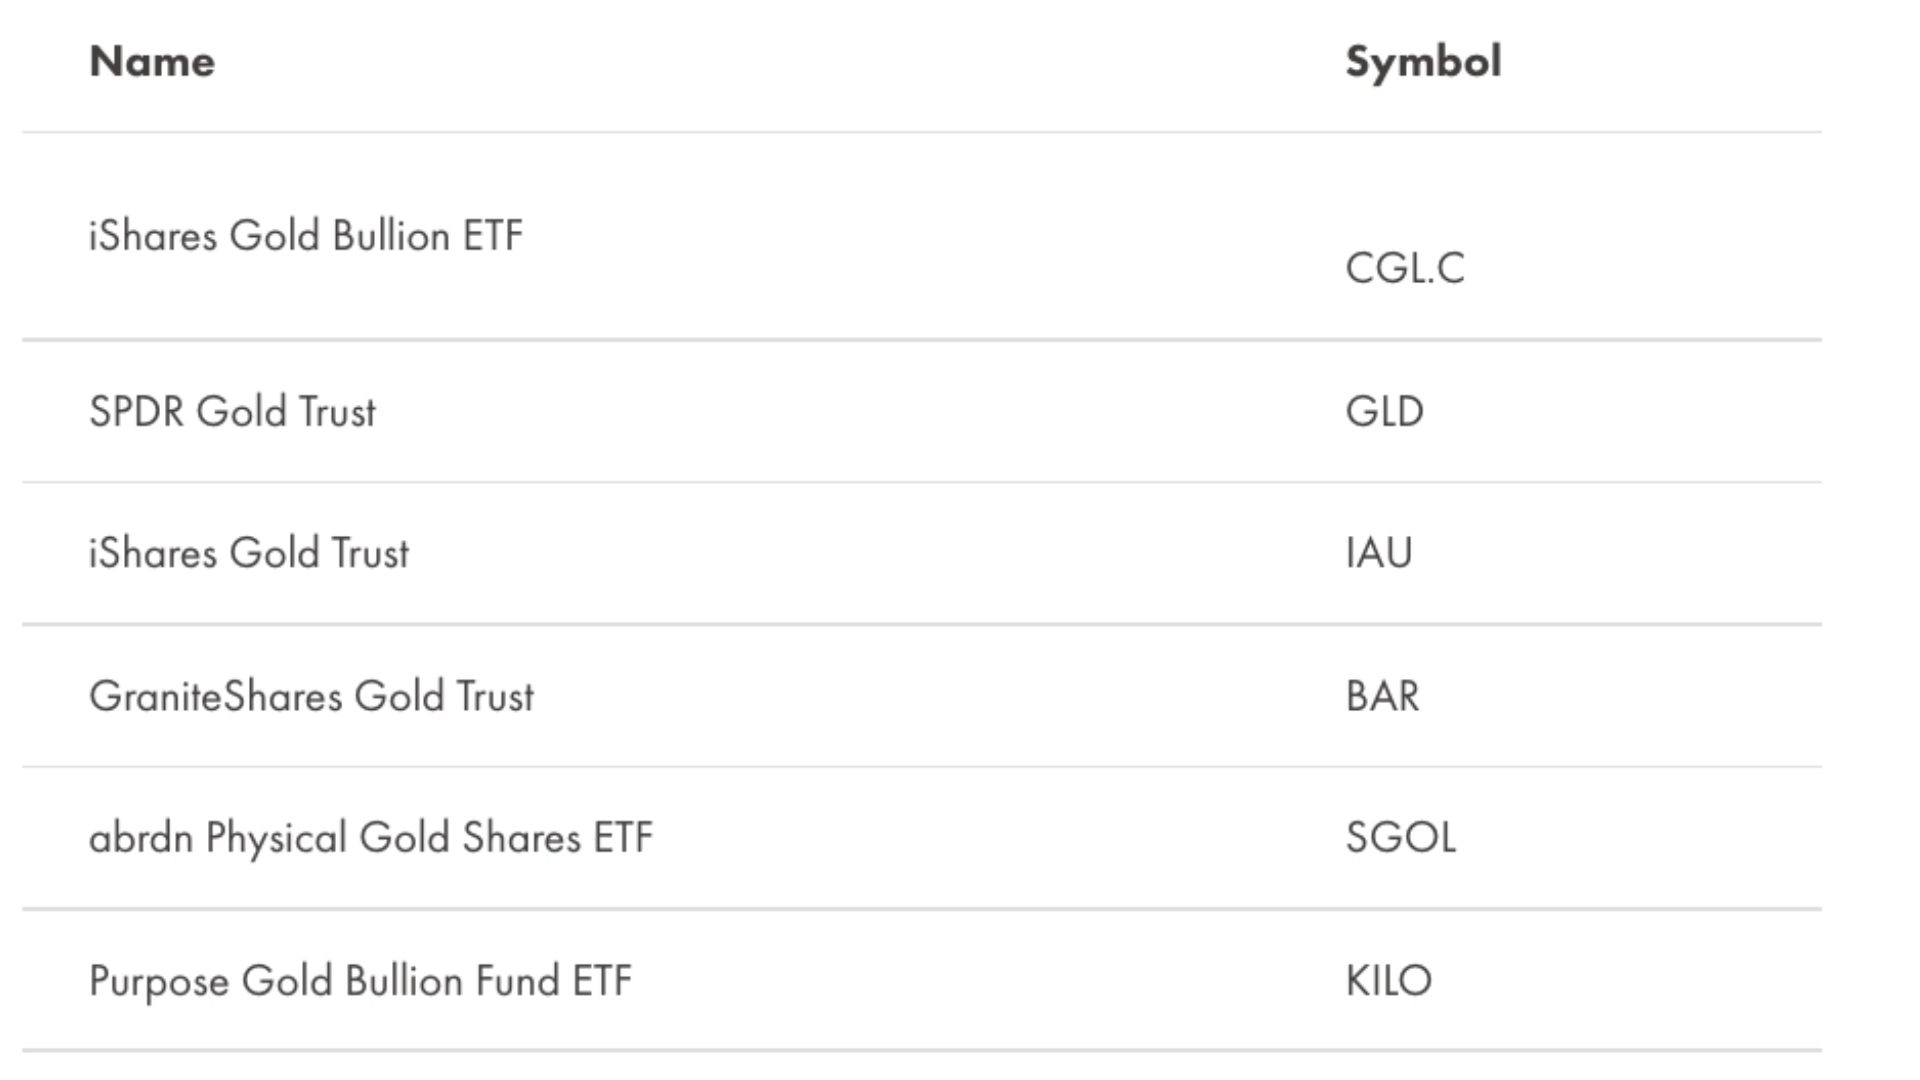 Name Symbol
iShares Gold Bullion ETF
CGL.C
SPDR Gold Trust GLD
iShares Gold Trust IAU
GraniteShares Gold Trust BAR
abrdn Physical Gold Shares ETF SGOL
Purpose Gold Bullion Fund ETF KILO